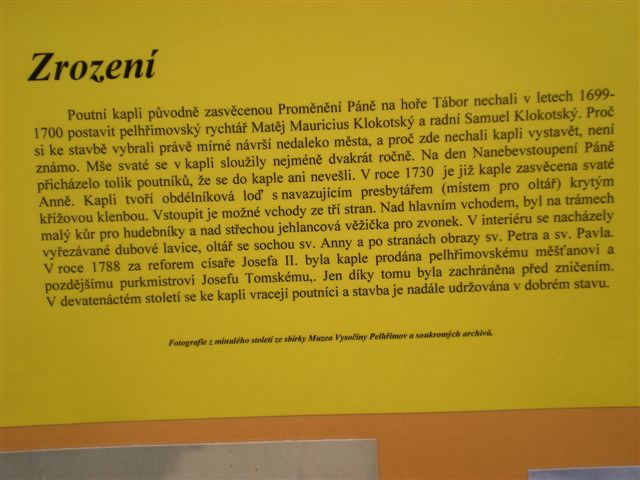 Zrození
Poutní kapli původně zasvěcenou Proměnění Páně na hoře Tábor nechali v letech 1699-
1700 postavit pelhřimovský rychtář Matěj Mauricius Klokotský a radní Samuel Klokotský. Proč
si ke stavbě vybrali právě mírné návrší nedaleko města, a proč zde nechali kapli vystavět, není
známo. Mše svaté se v kapli sloužily nejméně dvakrát ročně. Na den Nanebevstoupení Páně
přicházelo tolik poutníků, že se do kaple ani nevešli. V roce 1730 je již kaple zasvěcena svaté
Anně. Kapli tvoří obdélníková loď s navazujím presbytářem (místem pro oltář) krytým
křížovou klenbou. Vstoupit je možné vchody ze tří stran. Nad hlavním vchodem, byl na trámech
malý kůr pro hudebníky a nad střechou jehlancová věžička pro zvonek. V interiéru se nacházely
vyřezávané dubové lavice, oltář se sochou sv. Anny a po stranách obrazy sv. Petra a sv. Pavla.
V roce 1788 za reforem císaře Josefa II. byla kaple prodána pelhřimovskému měšťanovi a
pozdějšímu purkmistrovi Josefu Tomskému,. Jen díky tomu byla zachráněna před zničením.
V devatenáctém století se ke kapli vracejí poutníci a stavba je nadále udržována v dobrém stavu.
Fotografie z minulého století ze sbírky Muzea Vysočiny Pelhřimov a soukromých archivů.